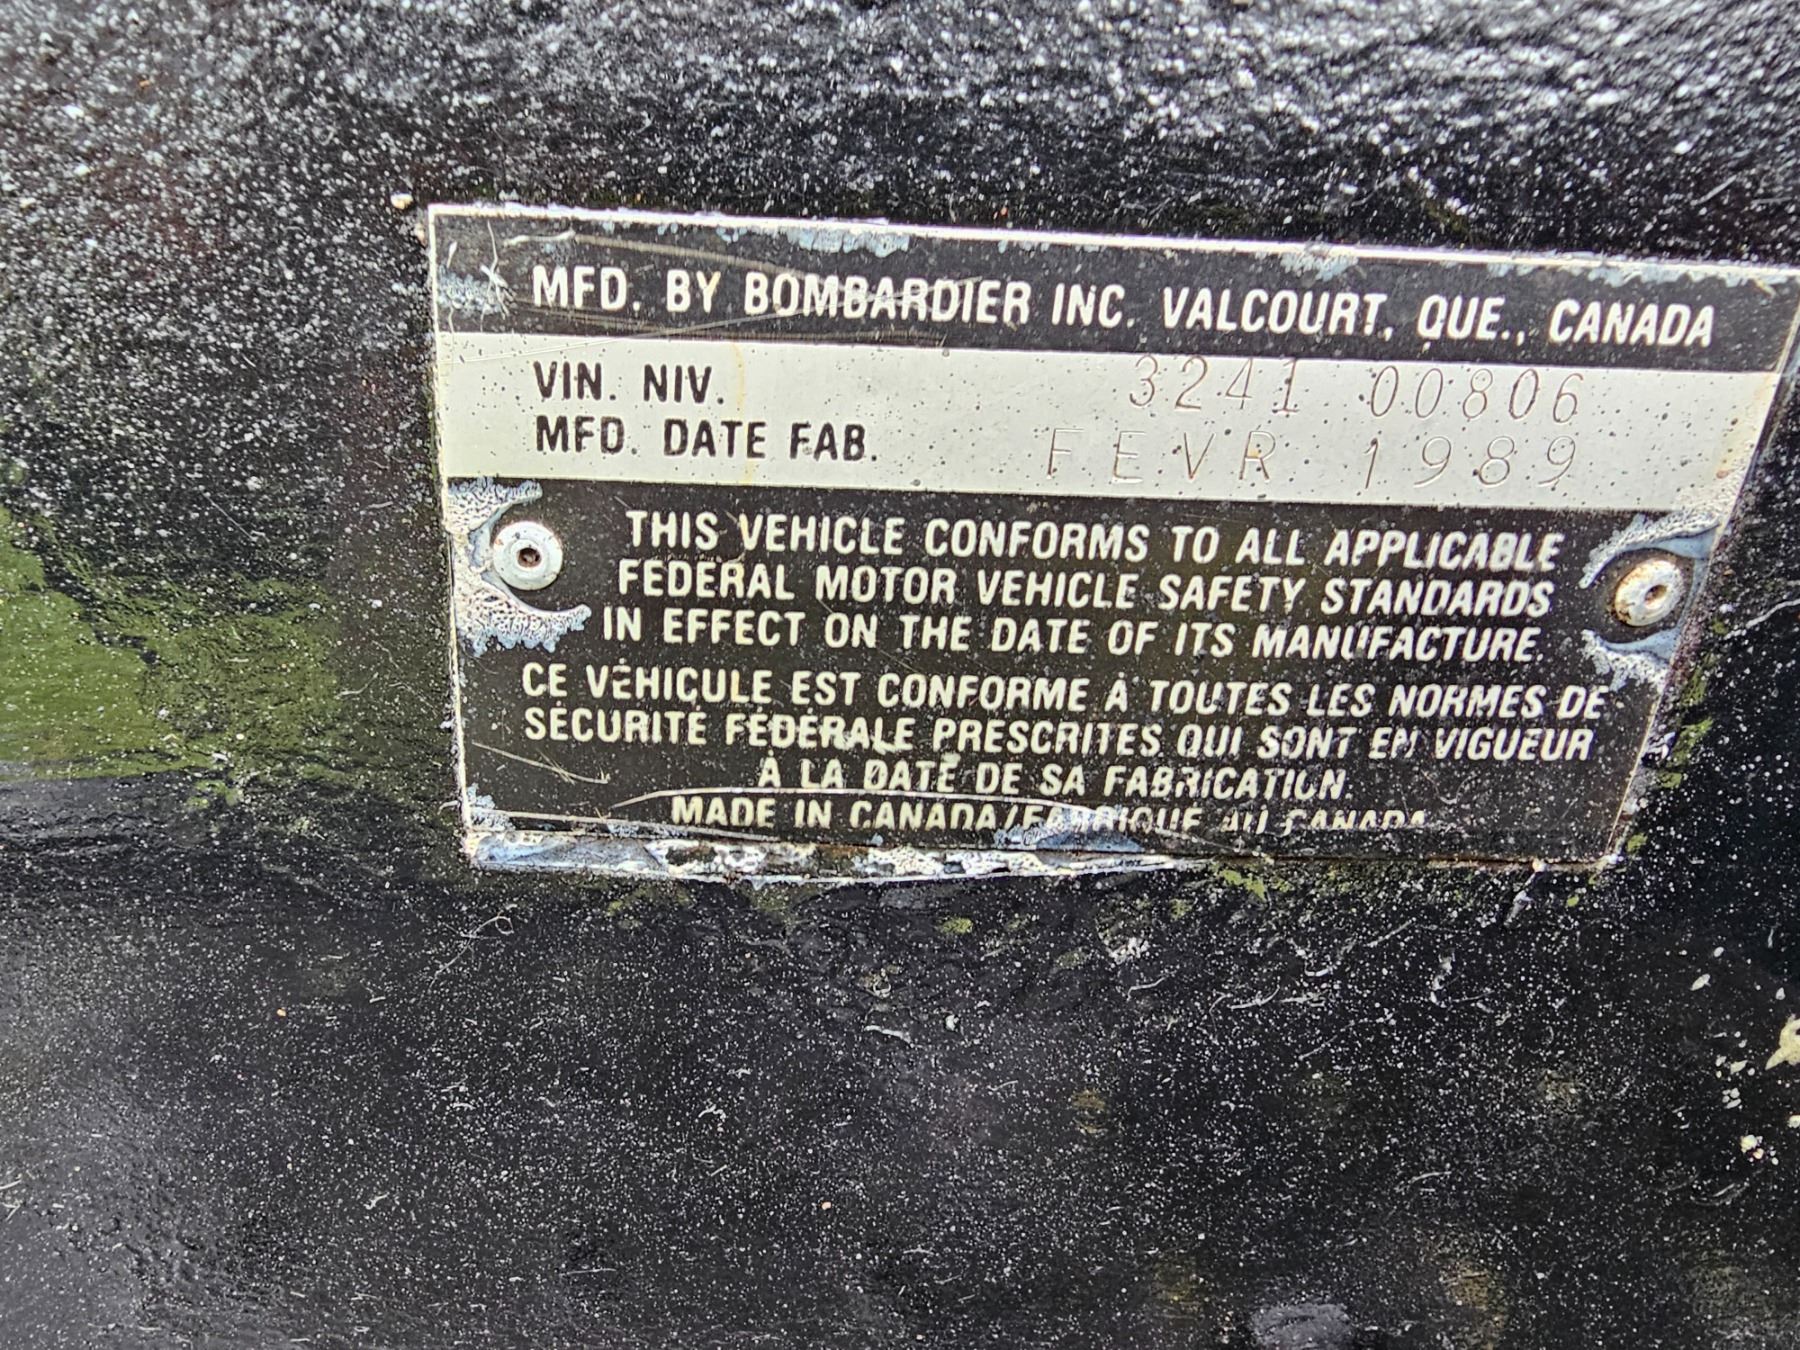 MFD. BY BOMBARDIER INC. VALCOURT, QUE., CANADA
VIN. NIV. 3241 00806
MFD. DATE FAB. FEVR 1989
THIS VEHICLE CONFORMS TO ALL APPLICABLE
FEDERAL MOTOR VEHICLE SAFETY STANDARDS
IN EFFECT ON THE DATE OF ITS MANUFACTURE.
CE VÉHICULE EST CONFORME À TOUTES LES NORMES DE
SÉCURITÉ FÉDÉRALE PRESCRITES QUI SONT EN VIGUEUR
À LA DATE DE SA FABRICATION.
MADE IN CANADA/FABRIQUE AU CANADA